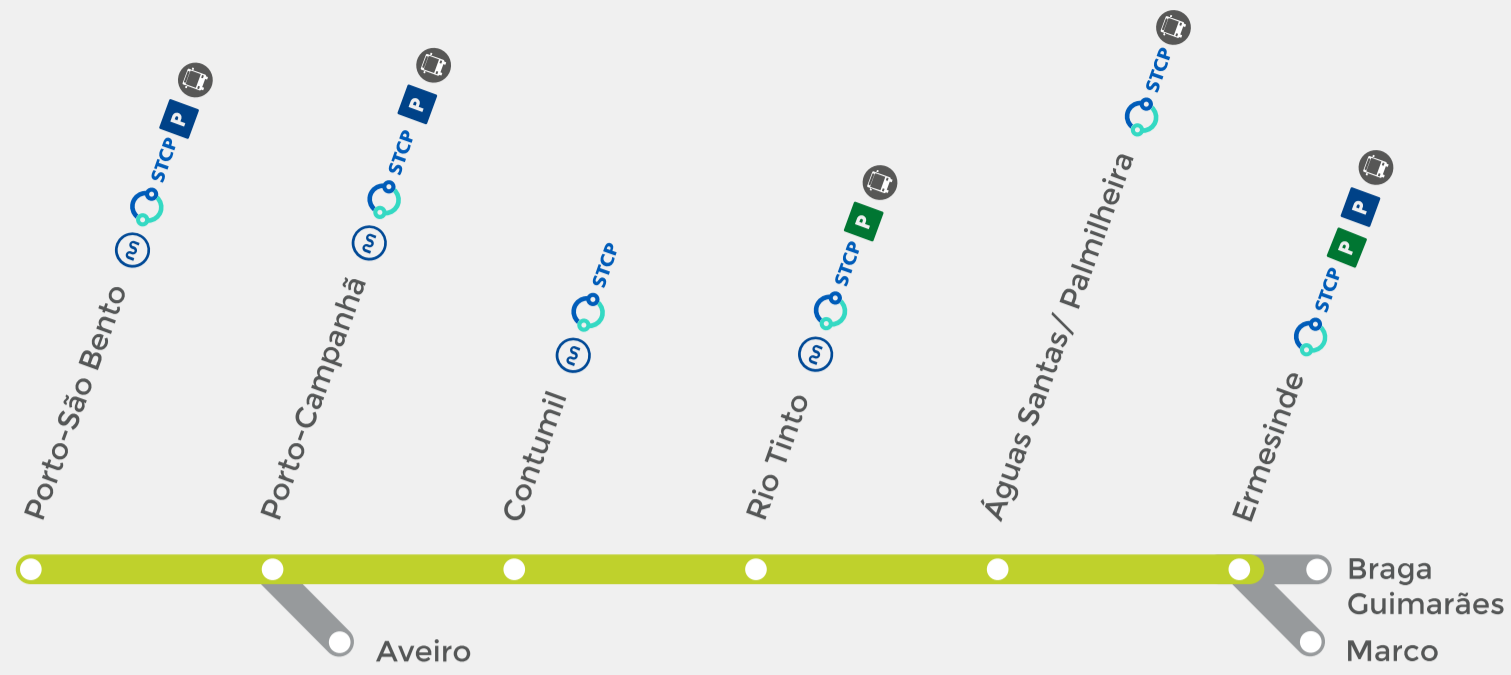 Porto-São Bento STCP P
Porto-Campanhã STCP P
Contumil STCP
Rio Tinto STCP P
Águas Santas/ Palmilheira STCP
Ermesinde STCP P P
Aveiro
Braga
Guimarães
Marco